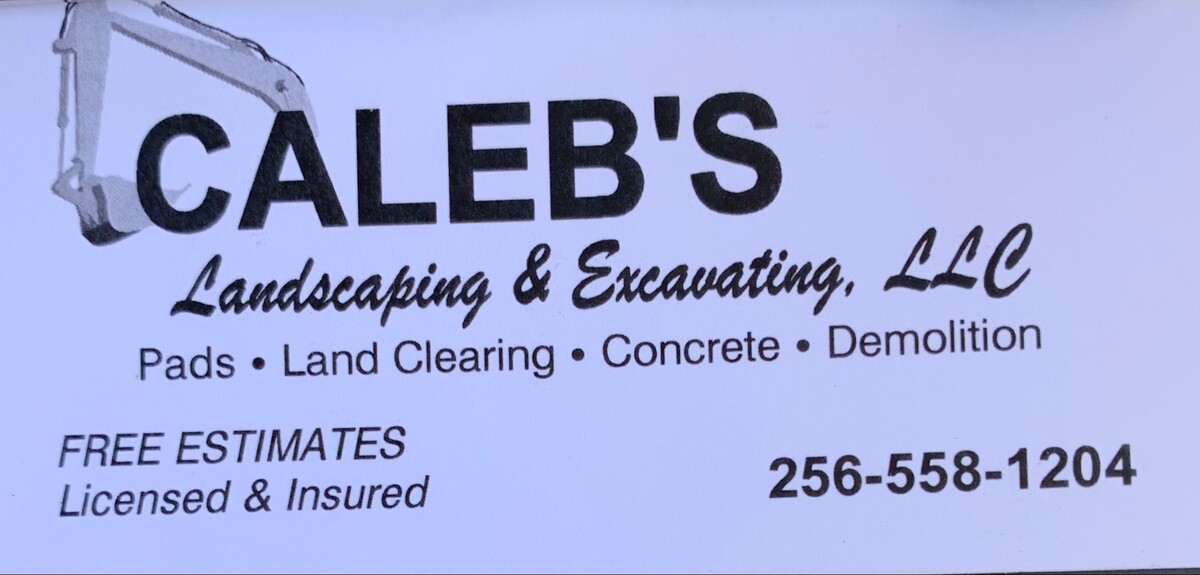 CALEB'S
Landscaping & Excavating, LLC
Pads • Land Clearing • Concrete • Demolition
FREE ESTIMATES
Licensed & Insured
256-558-1204